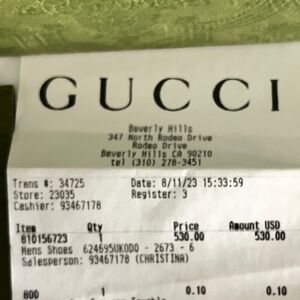 GUCCI
Beverly Hills
347 North Rodeo Drive
Rodeo Drive
Beverly Hills CA 90210
tel (310) 278-3451
Trans #: 34725 Date: 8/11/23 15:33:59
Store: 23035 Register: 3
Cashier: 93467178
Item Qty Price Amount USD
810156723 1 530.00 530.00
Mens Shoes 624695UKOD0 - 2673 - 6
Salesperson: 93467178 (CHRISTINA)
800 1 0.10 0.10